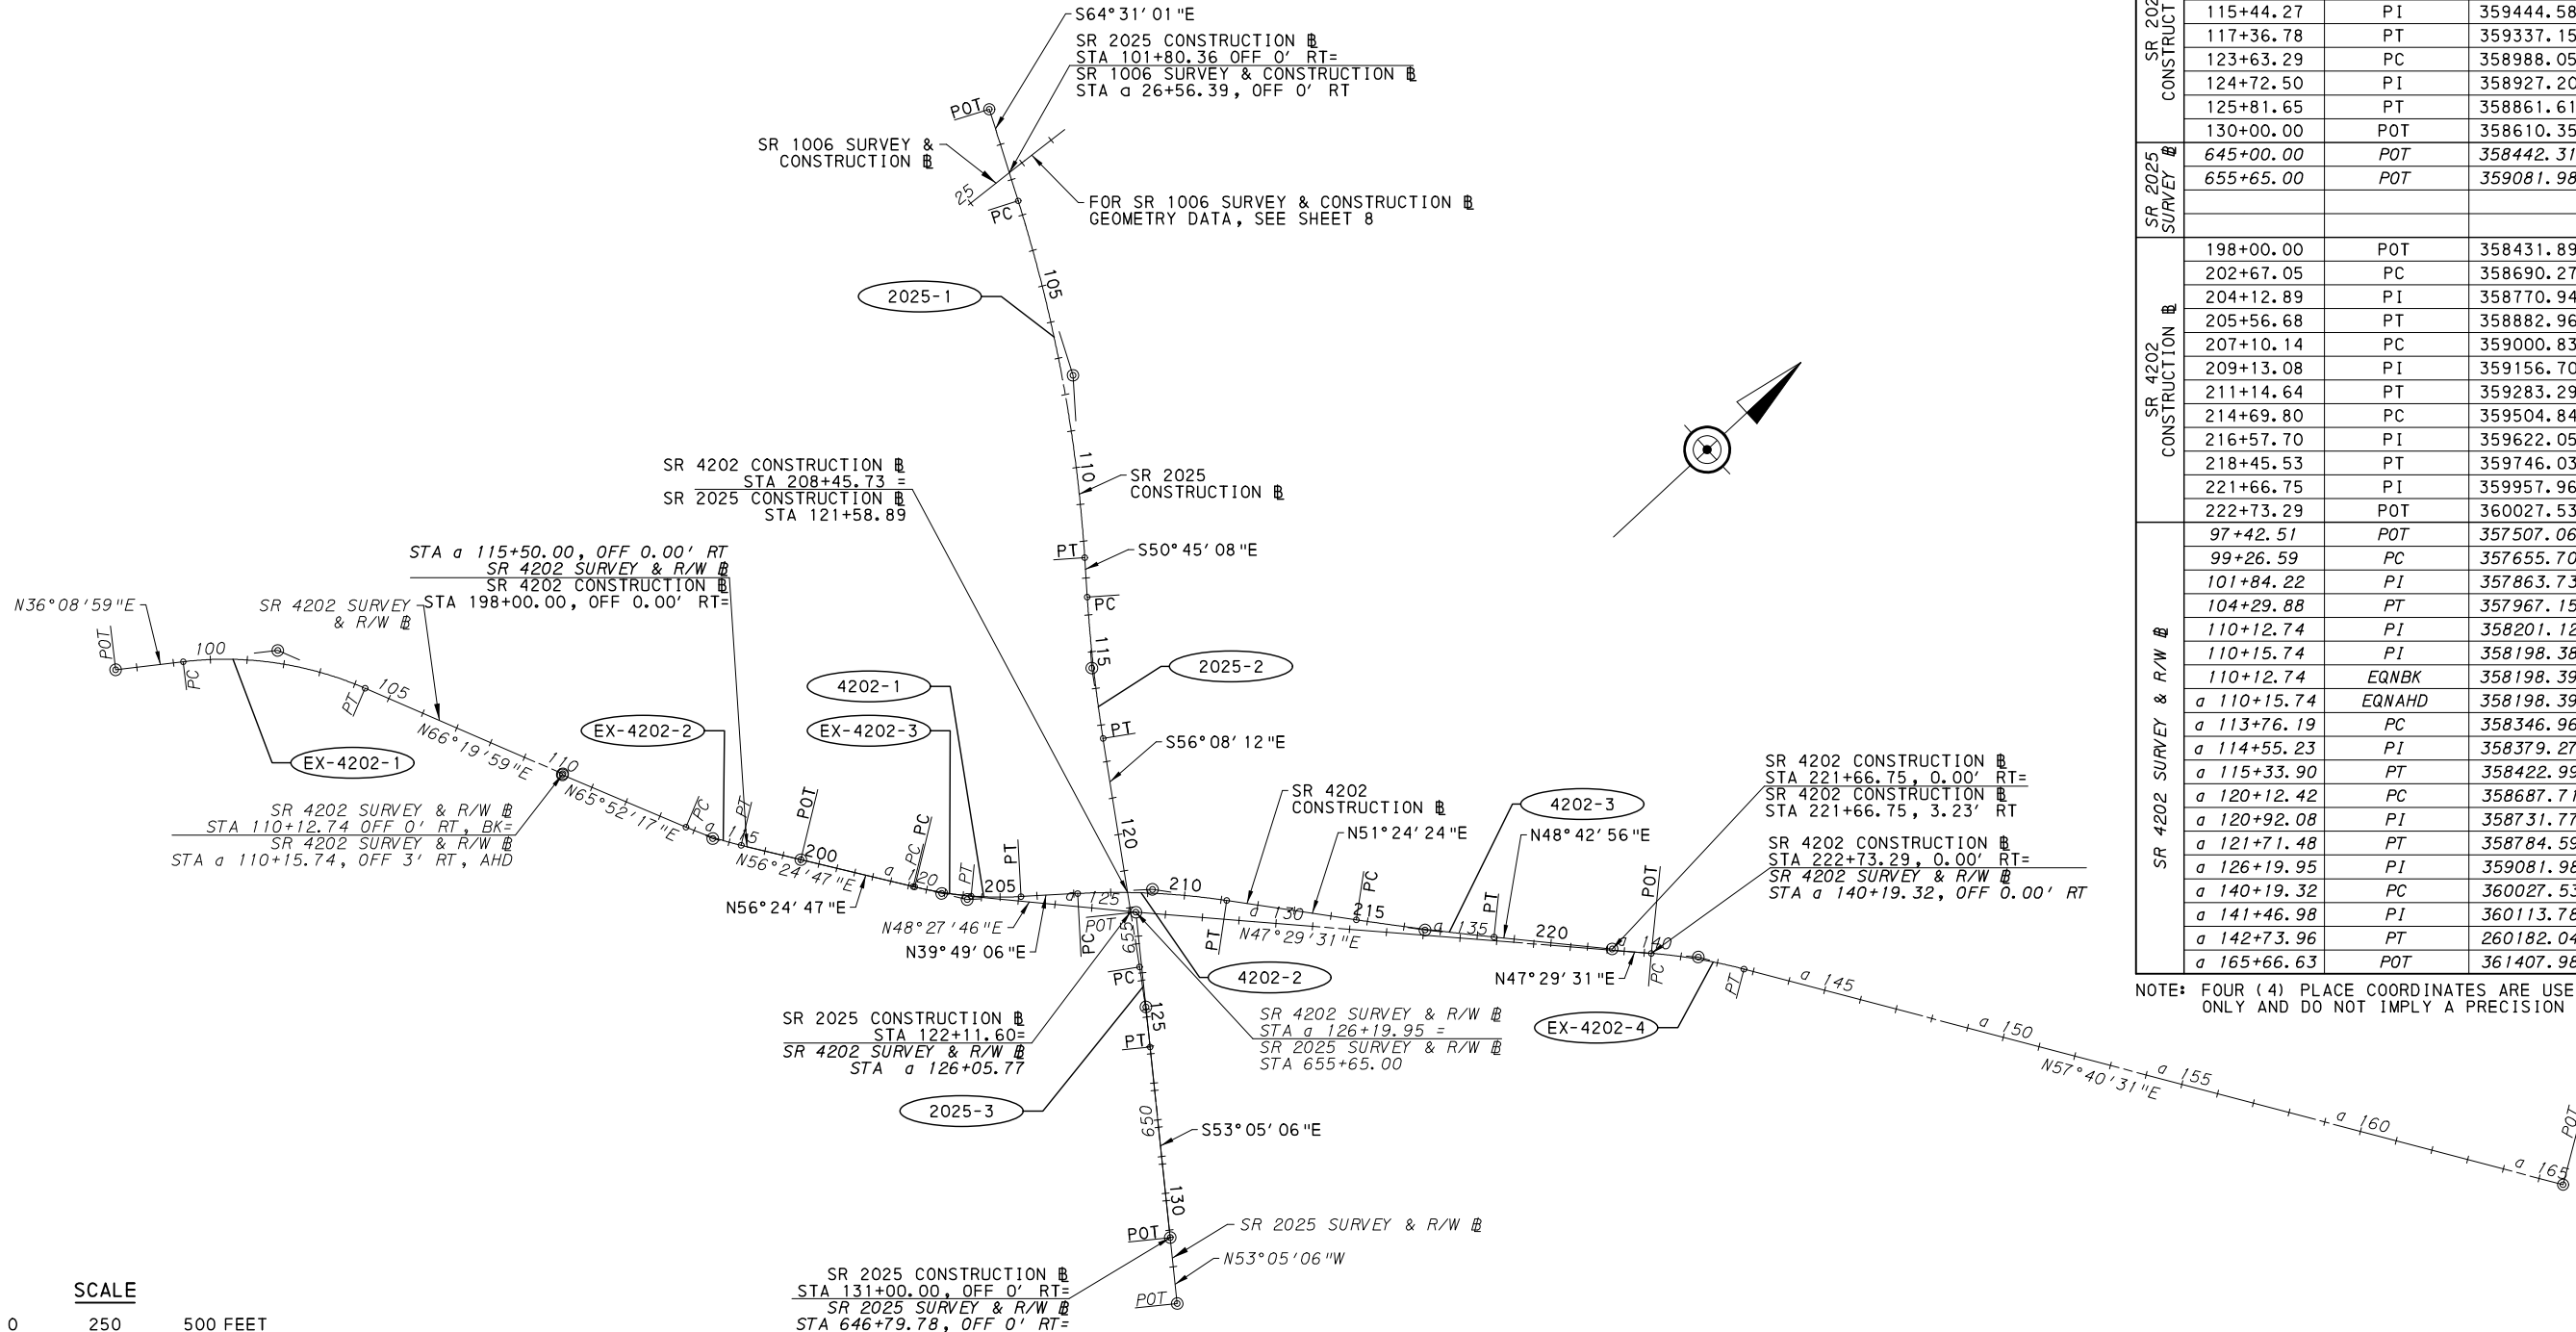 S64°31'01"E
SR 2025 CONSTRUCTION ℄
STA 101+80.36 OFF 0' RT=
SR 1006 SURVEY & CONSTRUCTION ℄
STA a 26+56.39, OFF 0' RT
POT
SR 1006 SURVEY &
CONSTRUCTION ℄
25
PC
FOR SR 1006 SURVEY & CONSTRUCTION ℄
GEOMETRY DATA, SEE SHEET 8
105
2025-1
110
SR 2025
CONSTRUCTION ℄
SR 4202 CONSTRUCTION ℄
STA 208+45.73 =
SR 2025 CONSTRUCTION ℄
STA 121+58.89
PT
S50°45'08"E
PC
115
2025-2
PT
S56°08'12"E
120
STA a 115+50.00, OFF 0.00' RT
SR 4202 SURVEY & R/W ℄
SR 4202 CONSTRUCTION ℄
STA 198+00.00, OFF 0.00' RT=
N36°08'59"E
SR 4202 SURVEY
& R/W ℄
POT
100
PC
PT
105
N66°19'59"E
EX-4202-1
110
SR 4202 SURVEY & R/W ℄
STA 110+12.74 OFF 0' RT, BK=
SR 4202 SURVEY & R/W ℄
STA a 110+15.74, OFF 3' RT, AHD
N65°52'17"E
EX-4202-2
4202-1
EX-4202-3
PC
PT
a 115
POT
200
N56°24'47"E
N56°24'47"E
a 120
PC
PC
PT
205
PT
N48°27'46"E
N39°49'06"E
PC
a 125
POT
655
210
PT
4202-2
a 130
N47°29'31"E
SR 4202
CONSTRUCTION ℄
N51°24'24"E
PC
215
4202-3
N48°42'56"E
a 135
PT
220
SR 4202 CONSTRUCTION ℄
STA 221+66.75, 0.00' RT=
SR 4202 CONSTRUCTION ℄
STA 221+66.75, 3.23' RT
SR 4202 CONSTRUCTION ℄
STA 222+73.29, 0.00' RT=
SR 4202 SURVEY & R/W ℄
STA a 140+19.32, OFF 0.00' RT
POT
a 140
PC
N47°29'31"E
EX-4202-4
PT
a 145
a 150
N57°40'31"E
a 155
a 160
a 165
POT
PC
125
PT
SR 2025 CONSTRUCTION ℄
STA 122+11.60=
SR 4202 SURVEY & R/W ℄
STA a 126+05.77
SR 4202 SURVEY & R/W ℄
STA a 126+19.95 =
SR 2025 SURVEY & R/W ℄
STA 655+65.00
2025-3
650
S53°05'06"E
130
POT
SR 2025 SURVEY & R/W ℄
N53°05'06"W
POT
SR 2025 CONSTRUCTION ℄
STA 131+00.00, OFF 0' RT=
SR 2025 SURVEY & R/W ℄
STA 646+79.78, OFF 0' RT=
SCALE
0 250 500 FEET
SR 202
CONSTRUCT
115+44.27 PI 359444.58
117+36.78 PT 359337.15
123+63.29 PC 358988.05
124+72.50 PI 358927.20
125+81.65 PT 358861.61
130+00.00 POT 358610.35
SR 2025
SURVEY ℄
645+00.00 POT 358442.31
655+65.00 POT 359081.98
SR 4202
CONSTRUCTION ℄
198+00.00 POT 358431.89
202+67.05 PC 358690.27
204+12.89 PI 358770.94
205+56.68 PT 358882.96
207+10.14 PC 359000.83
209+13.08 PI 359156.70
211+14.64 PT 359283.29
214+69.80 PC 359504.84
216+57.70 PI 359622.05
218+45.53 PT 359746.03
221+66.75 PI 359957.96
222+73.29 POT 360027.53
SR 4202 SURVEY & R/W ℄
97+42.51 POT 357507.06
99+26.59 PC 357655.70
101+84.22 PI 357863.73
104+29.88 PT 357967.15
110+12.74 PI 358201.12
110+15.74 PI 358198.38
110+12.74 EQNBK 358198.39
a 110+15.74 EQNAHD 358198.39
a 113+76.19 PC 358346.96
a 114+55.23 PI 358379.27
a 115+33.90 PT 358422.99
a 120+12.42 PC 358687.71
a 120+92.08 PI 358731.77
a 121+71.48 PT 358784.59
a 126+19.95 PI 359081.98
a 140+19.32 PC 360027.53
a 141+46.98 PI 360113.78
a 142+73.96 PT 260182.04
a 165+66.63 POT 361407.98
NOTE: FOUR (4) PLACE COORDINATES ARE USE
ONLY AND DO NOT IMPLY A PRECISION